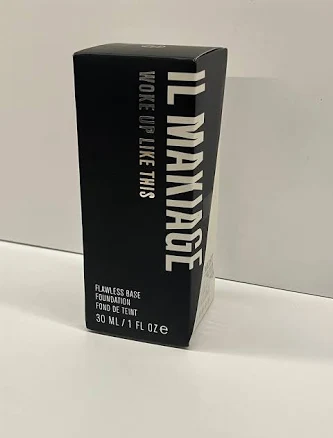 IL MAKIAGE
WOKE UP LIKE THIS
FLAWLESS BASE
FOUNDATION
FOND DE TEINT
30 ML / 1 FL OZ e